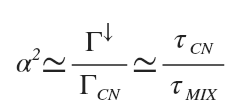 α² ≃ Γ↓ / Γ_CN ≃ τ_CN / τ_MIX